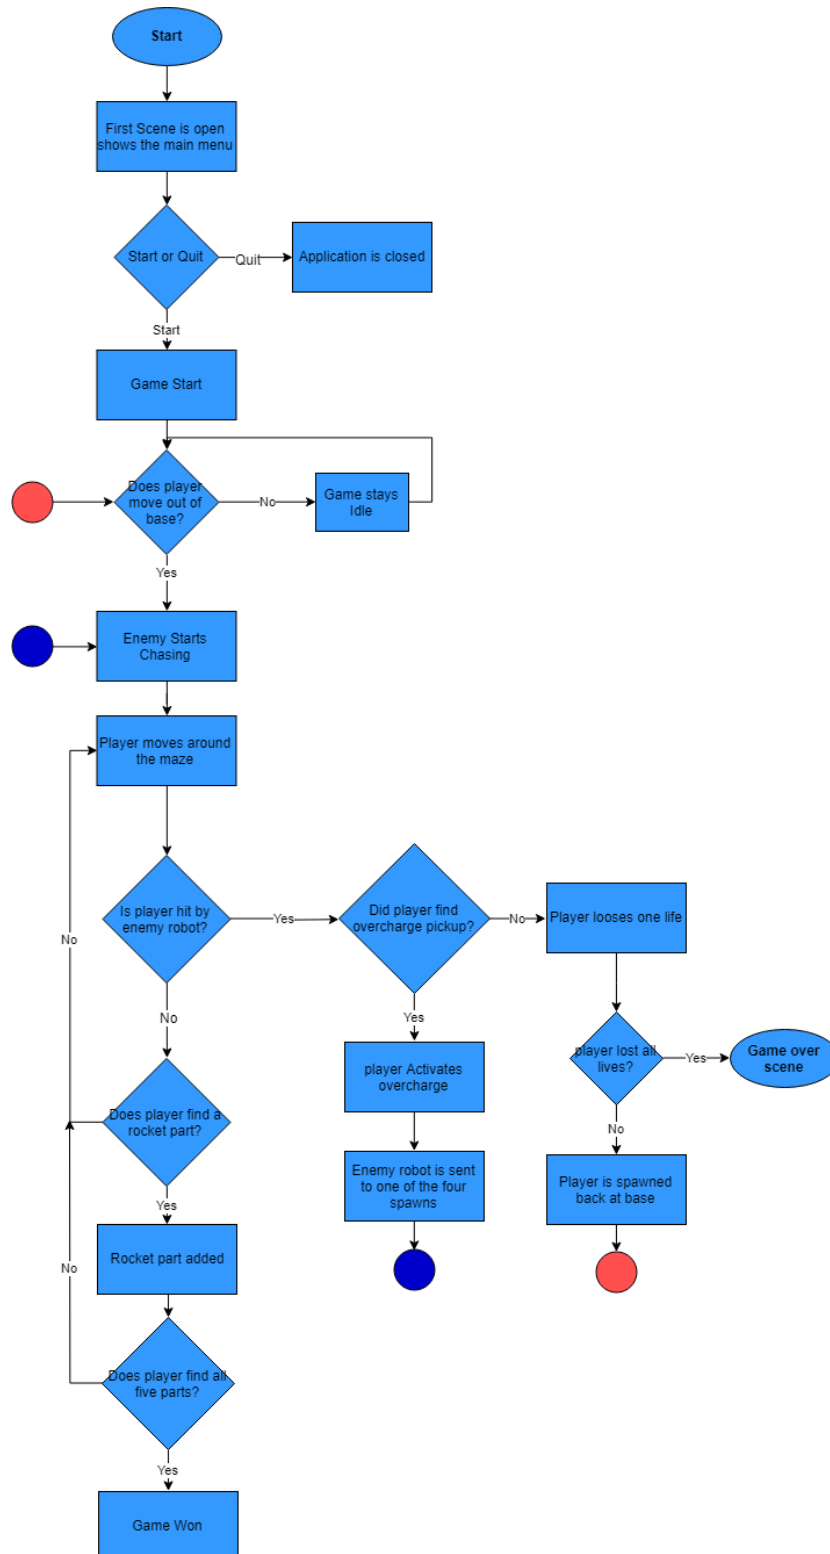 Start
First Scene is open
shows the main menu
Start or Quit
Quit
Application is closed
Start
Game Start
Does player
move out of
base?
No
Game stays
Idle
Yes
Enemy Starts
Chasing
Player moves around
the maze
Is player hit by
enemy robot?
Yes
Did player find
overcharge pickup?
No
Player looses one life
No
No
Yes
player Activates
overcharge
player lost all
lives?
Yes
Game over
scene
Does player find a
rocket part?
No
Yes
Enemy robot is sent
to one of the four
spawns
Player is spawned
back at base
Rocket part added
No
Does player find all
five parts?
Yes
Game Won